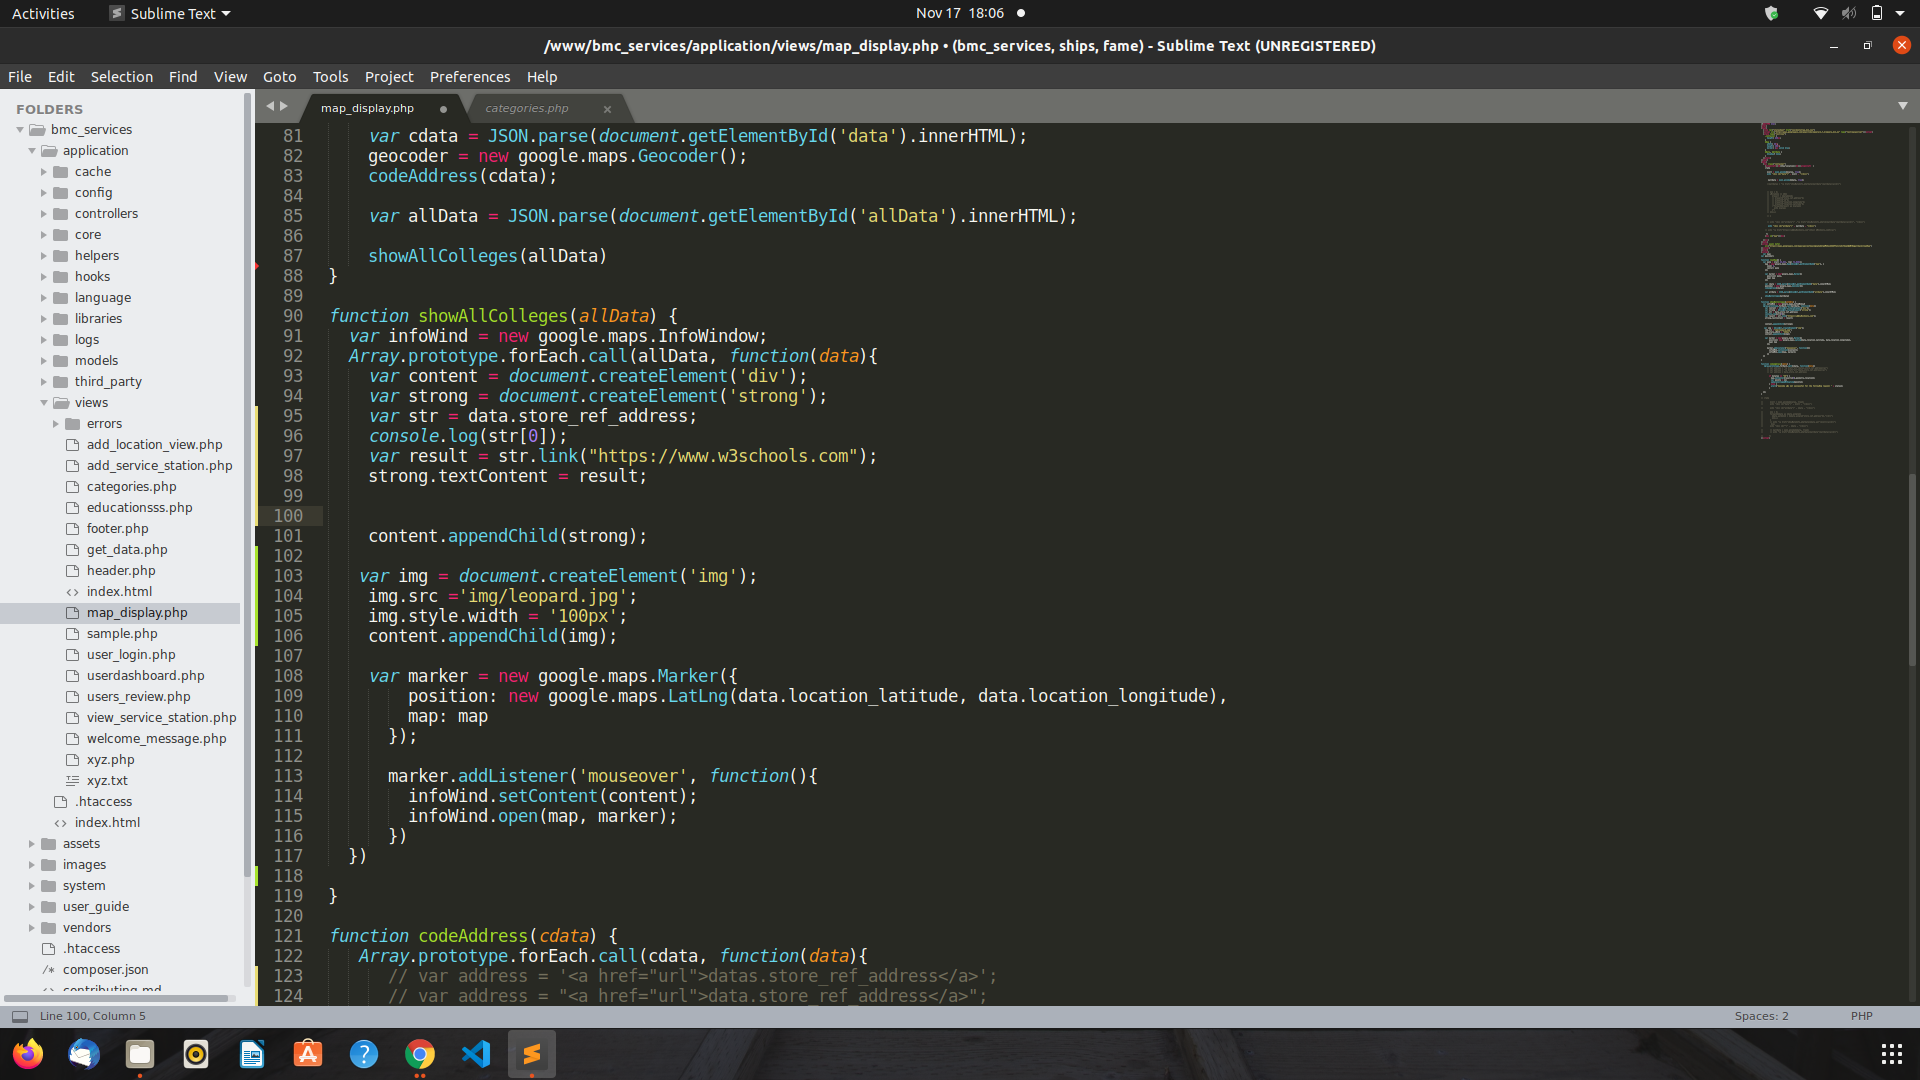 Activities
Sublime Text
Nov 17 18:06
/www/bmc_services/application/views/map_display.php • (bmc_services, ships, fame) - Sublime Text (UNREGISTERED)
File Edit Selection Find View Goto Tools Project Preferences Help
FOLDERS
bmc_services
application
cache
config
controllers
core
helpers
hooks
language
libraries
logs
models
third_party
views
errors
add_location_view.php
add_service_station.php
categories.php
educationsss.php
footer.php
get_data.php
header.php
index.html
map_display.php
sample.php
user_login.php
userdashboard.php
users_review.php
view_service_station.php
welcome_message.php
xyz.php
xyz.txt
.htaccess
index.html
assets
images
system
user_guide
vendors
.htaccess
composer.json
contributing.md
map_display.php
categories.php
81 var cdata = JSON.parse(document.getElementById('data').innerHTML);
82 geocoder = new google.maps.Geocoder();
83 codeAddress(cdata);
84
85 var allData = JSON.parse(document.getElementById('allData').innerHTML);
86
87 showAllColleges(allData)
88 }
89
90 function showAllColleges(allData) {
91 var infoWind = new google.maps.InfoWindow;
92 Array.prototype.forEach.call(allData, function(data){
93 var content = document.createElement('div');
94 var strong = document.createElement('strong');
95 var str = data.store_ref_address;
96 console.log(str[0]);
97 var result = str.link("https://www.w3schools.com");
98 strong.textContent = result;
99
100
101 content.appendChild(strong);
102
103 var img = document.createElement('img');
104 img.src ='img/leopard.jpg';
105 img.style.width = '100px';
106 content.appendChild(img);
107
108 var marker = new google.maps.Marker({
109 position: new google.maps.LatLng(data.location_latitude, data.location_longitude),
110 map: map
111 });
112
113 marker.addListener('mouseover', function(){
114 infoWind.setContent(content);
115 infoWind.open(map, marker);
116 })
117 })
118
119 }
120
121 function codeAddress(cdata) {
122 Array.prototype.forEach.call(cdata, function(data){
123 // var address = '<a href="url">datas.store_ref_address</a>';
124 // var address = "<a href="url">data.store_ref_address</a>";
Line 100, Column 5
Spaces: 2
PHP